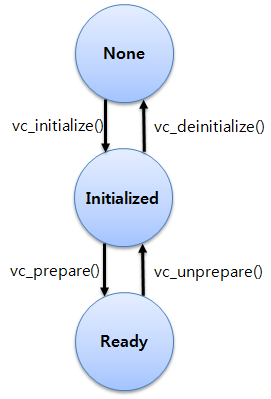 None
vc_initialize()
vc_deinitialize()
Initialized
vc_prepare()
vc_unprepare()
Ready